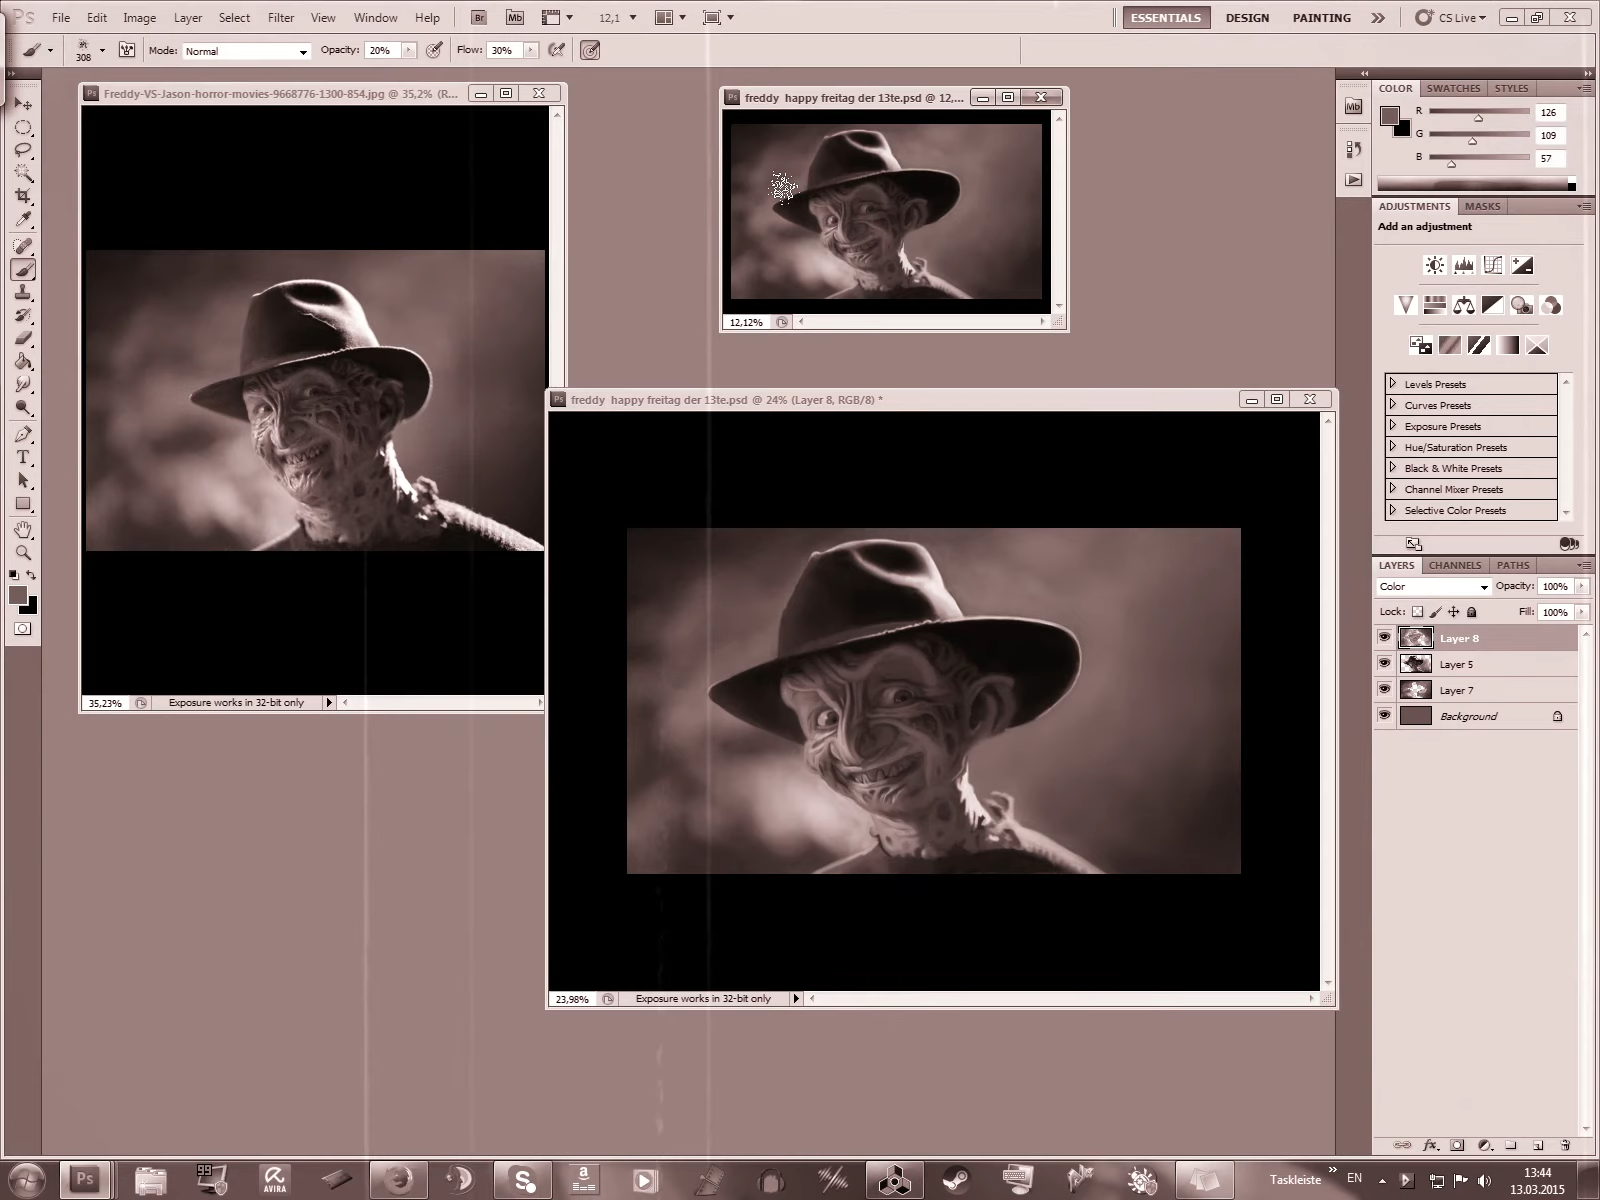 Ps File Edit Image Layer Select Filter View Window Help Br Mb 12,1 ESSENTIALS DESIGN PAINTING CS Live
308 Mode: Normal Opacity: 20% Flow: 30%
Freddy-VS-Jason-horror-movies-9668776-1300-854.jpg @ 35,2% (R...
35,23% Exposure works in 32-bit only
freddy happy freitag der 13te.psd @ 12,...
12,12%
freddy happy freitag der 13te.psd @ 24% (Layer 8, RGB/8) *
23,98% Exposure works in 32-bit only
Mb
COLOR SWATCHES STYLES
R 126
G 109
B 57
ADJUSTMENTS MASKS
Add an adjustment
Levels Presets
Curves Presets
Exposure Presets
Hue/Saturation Presets
Black & White Presets
Channel Mixer Presets
Selective Color Presets
LAYERS CHANNELS PATHS
Color Opacity: 100%
Lock: Fill: 100%
Layer 8
Layer 5
Layer 7
Background
Ps 99 AVIRA S a Taskleiste » EN 13:44
13.03.2015